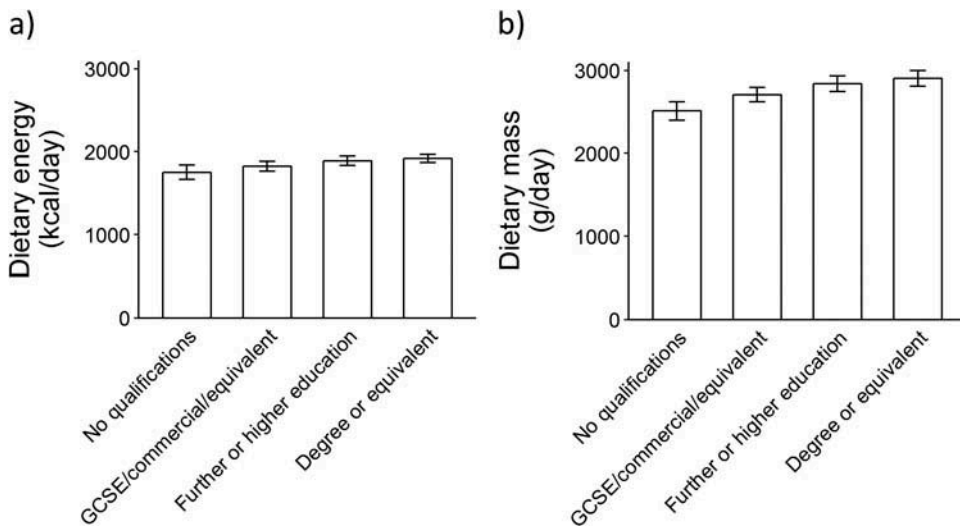 a)
Dietary energy
(kcal/day)
3000
2000
1000
0
No qualifications
GCSE/commercial/equivalent
Further or higher education
Degree or equivalent
b)
Dietary mass
(g/day)
3000
2000
1000
0
No qualifications
GCSE/commercial/equivalent
Further or higher education
Degree or equivalent